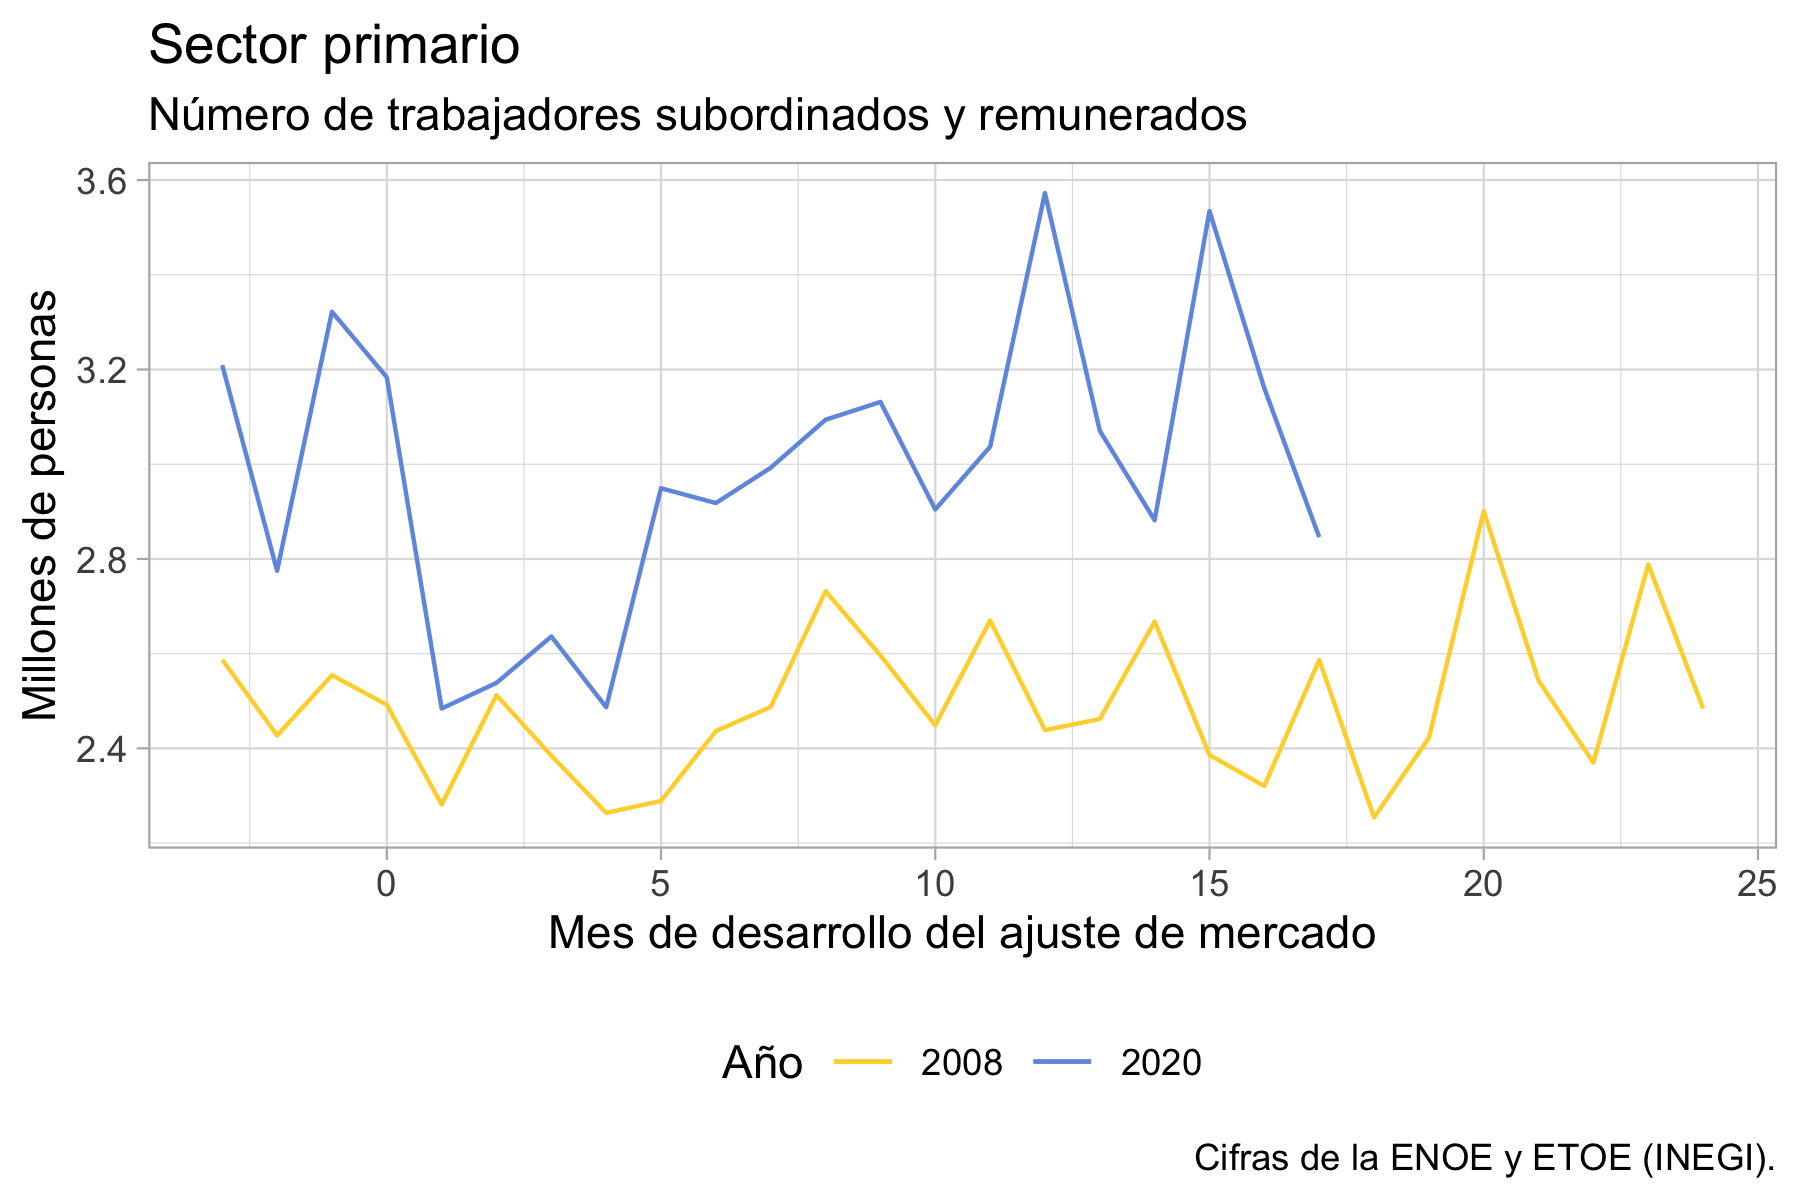 Sector primario
Número de trabajadores subordinados y remunerados
Millones de personas
3.6
3.2
2.8
2.4
0 5 10 15 20 25
Mes de desarrollo del ajuste de mercado
Año 2008 2020
Cifras de la ENOE y ETOE (INEGI).